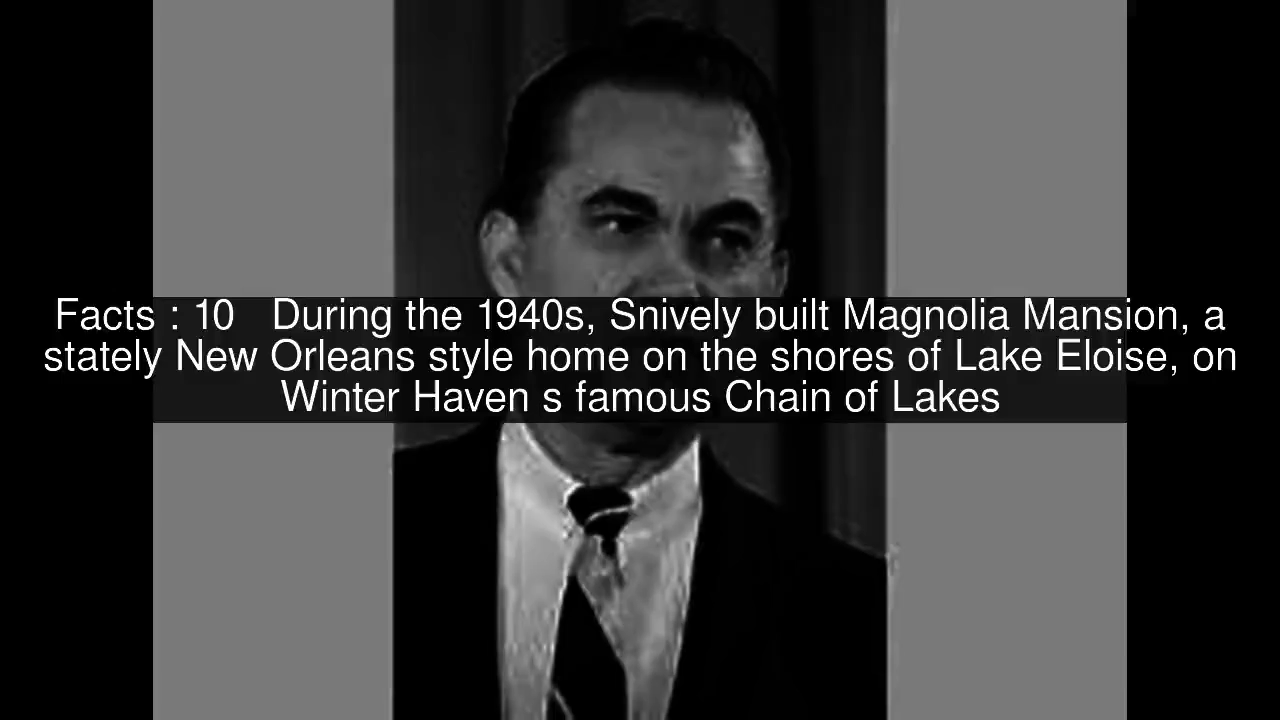 Facts : 10   During the 1940s, Snively built Magnolia Mansion, a
stately New Orleans style home on the shores of Lake Eloise, on
Winter Haven s famous Chain of Lakes